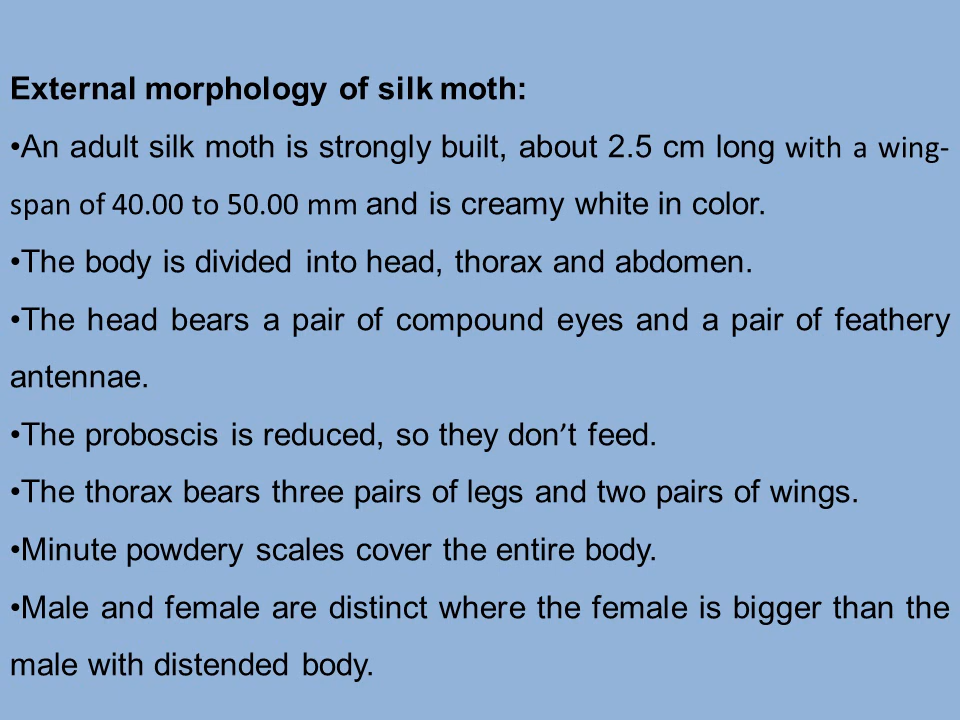 External morphology of silk moth:
•An adult silk moth is strongly built, about 2.5 cm long with a wing-
span of 40.00 to 50.00 mm and is creamy white in color.
•The body is divided into head, thorax and abdomen.
•The head bears a pair of compound eyes and a pair of feathery
antennae.
•The proboscis is reduced, so they don’t feed.
•The thorax bears three pairs of legs and two pairs of wings.
•Minute powdery scales cover the entire body.
•Male and female are distinct where the female is bigger than the
male with distended body.